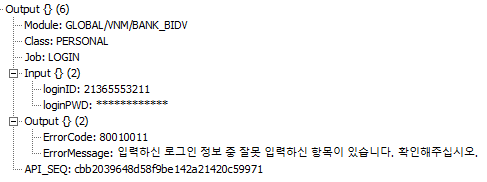 Output {} (6)
Module: GLOBAL/VNM/BANK_BIDV
Class: PERSONAL
Job: LOGIN
Input {} (2)
loginID: 21365553211
loginPWD: ************
Output {} (2)
ErrorCode: 80010011
ErrorMessage: 입력하신 로그인 정보 중 잘못 입력하신 항목이 있습니다. 확인해주십시오.
API_SEQ: cbb2039648d58f9be142a21420c59971